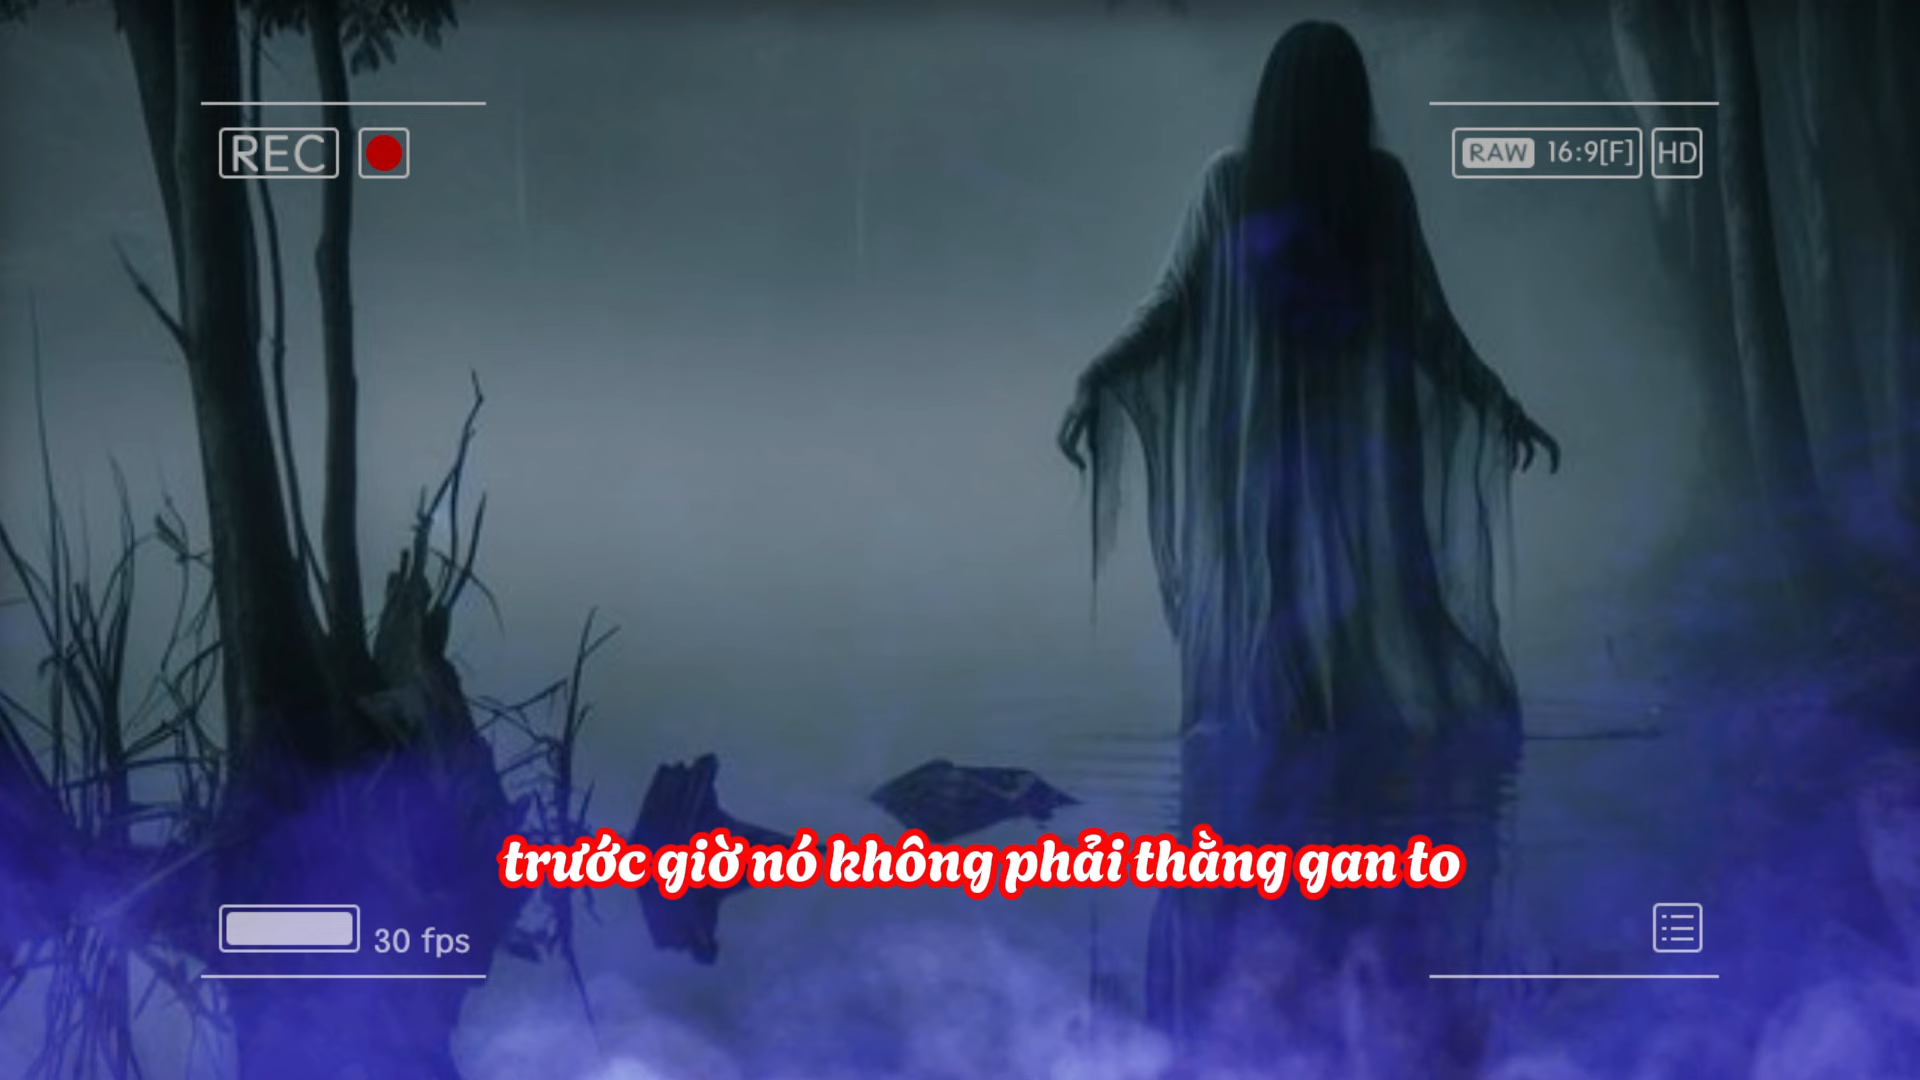 REC
RAW 16:9[F] HD
trước giờ nó không phải thằng gan to
30 fps